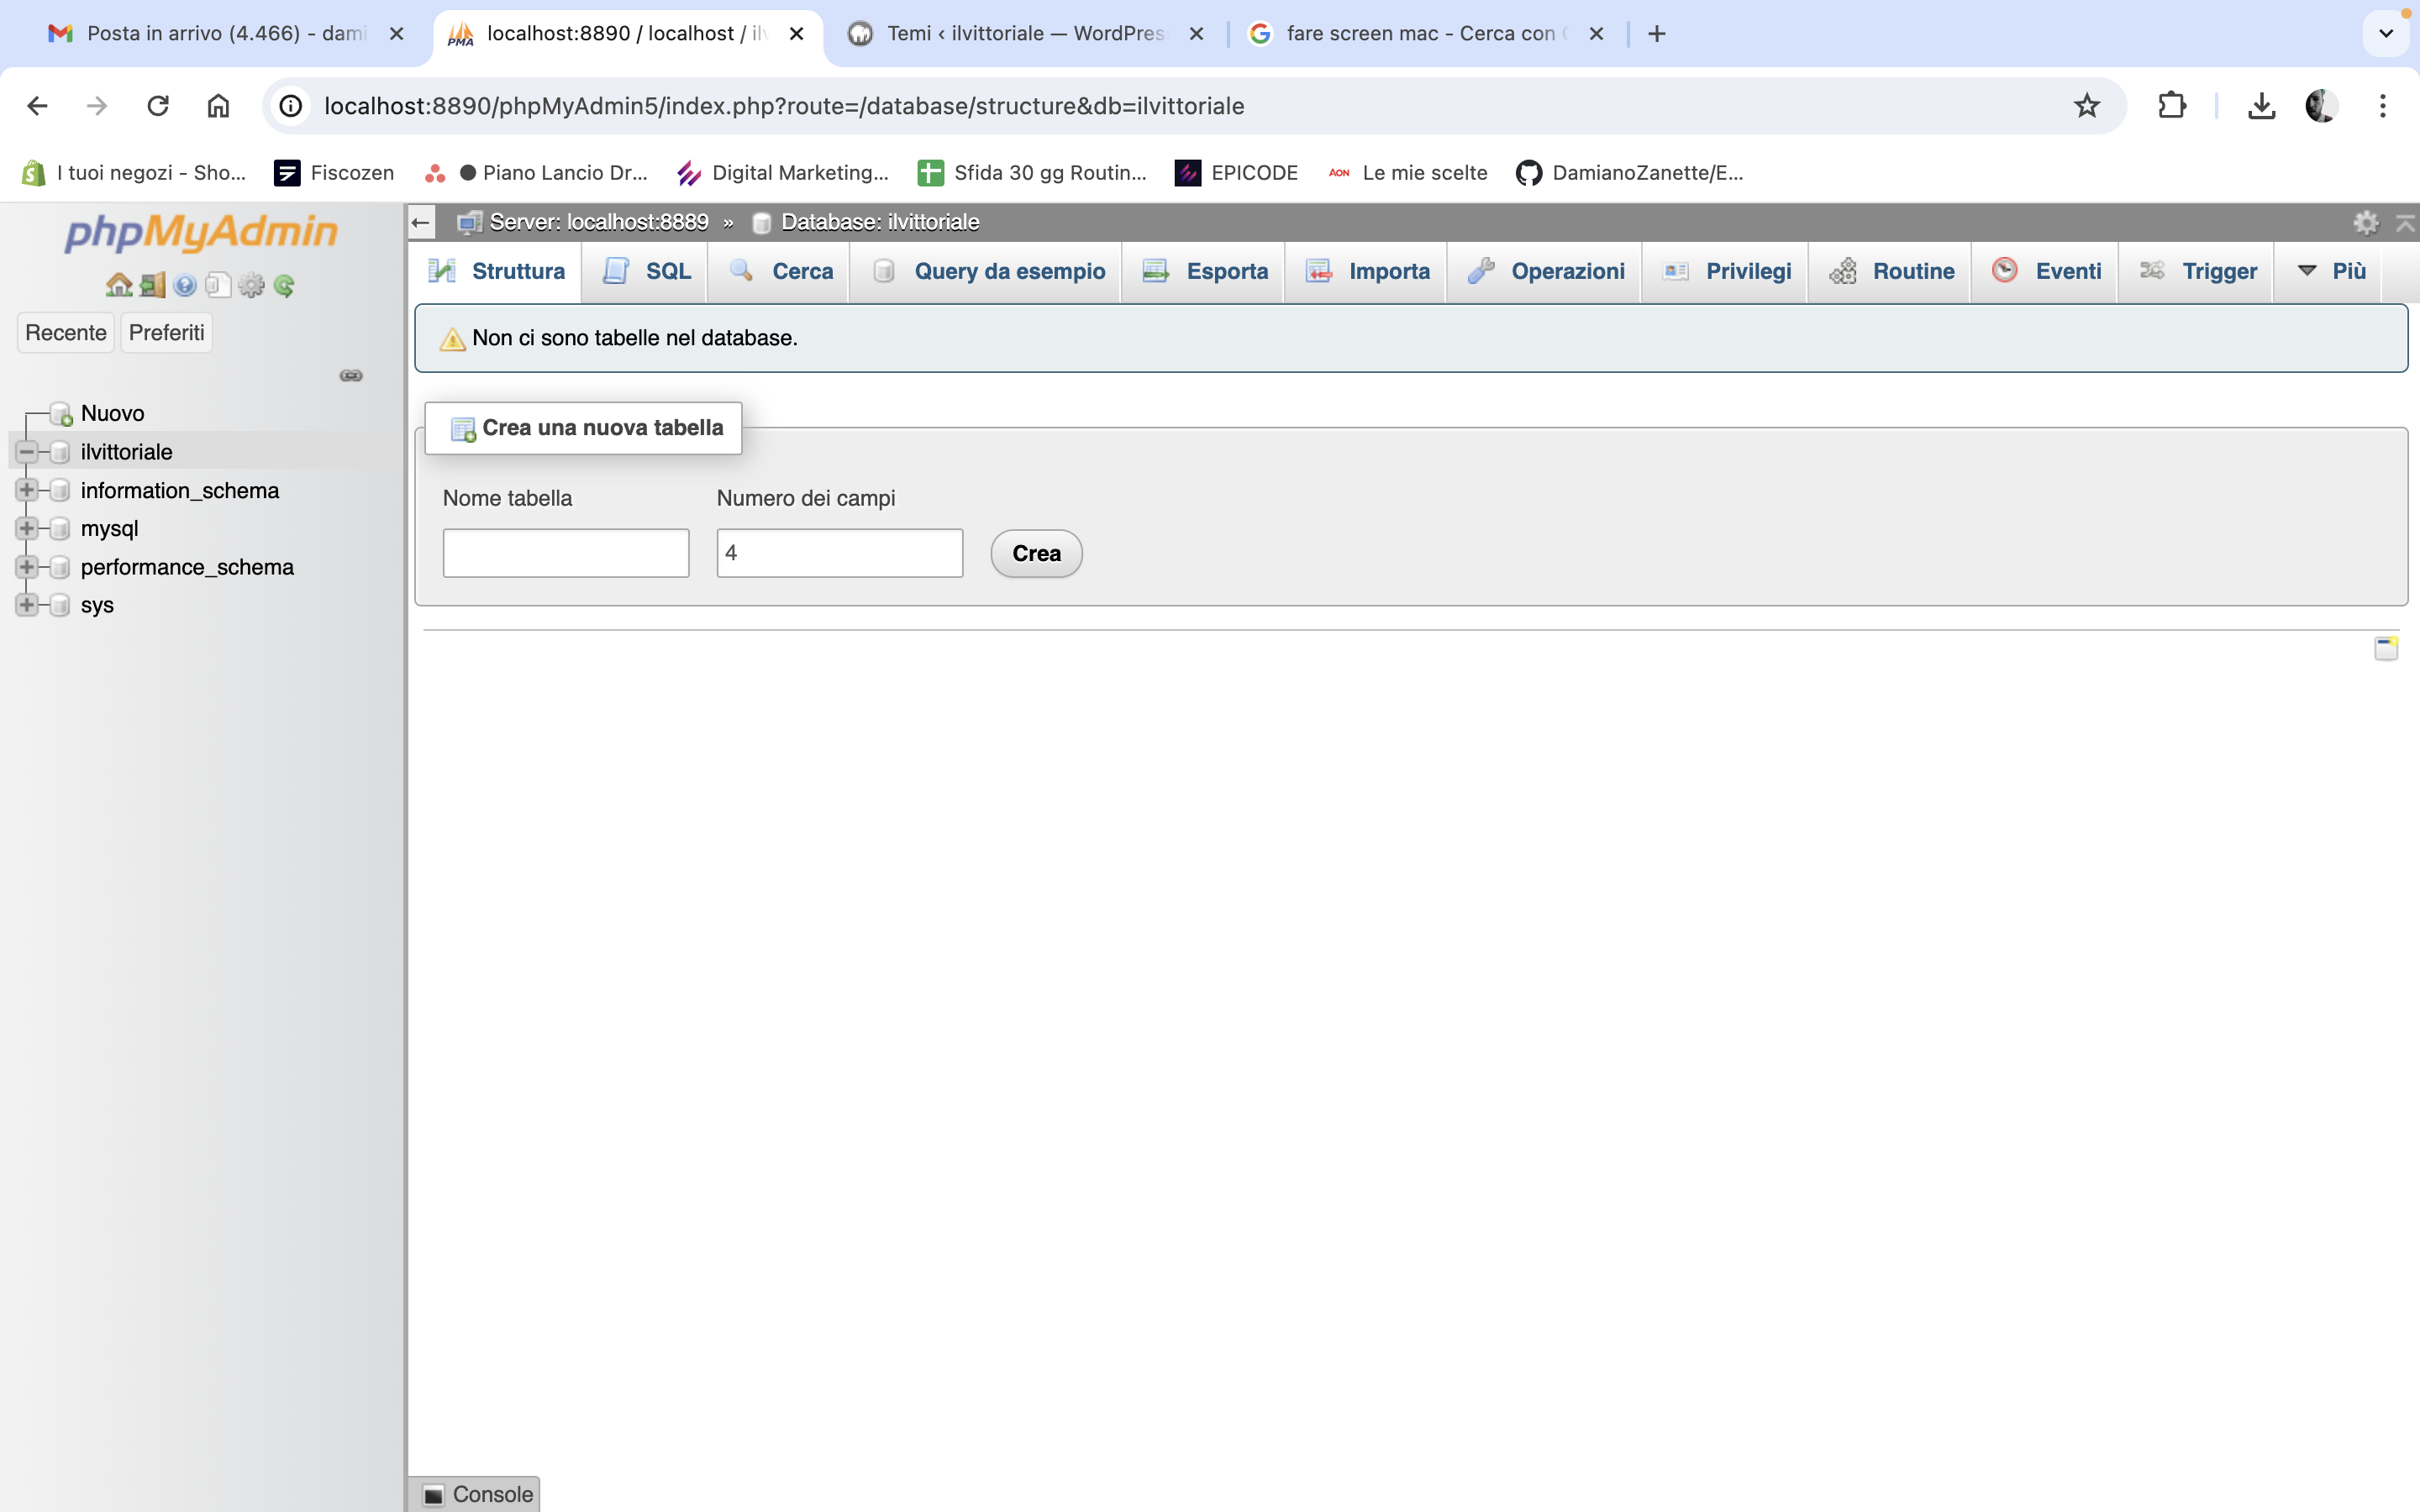 Posta in arrivo (4.466) - dami
localhost:8890 / localhost / ilv
Temi ‹ ilvittoriale — WordPres
fare screen mac - Cerca con G
localhost:8890/phpMyAdmin5/index.php?route=/database/structure&db=ilvittoriale
I tuoi negozi - Sho...
Fiscozen
Piano Lancio Dr...
Digital Marketing...
Sfida 30 gg Routin...
EPICODE
AON
Le mie scelte
DamianoZanette/E...
phpMyAdmin
Recente
Preferiti
Nuovo
ilvittoriale
information_schema
mysql
performance_schema
sys
Server: localhost:8889 » Database: ilvittoriale
Struttura
SQL
Cerca
Query da esempio
Esporta
Importa
Operazioni
Privilegi
Routine
Eventi
Trigger
Più
Non ci sono tabelle nel database.
Crea una nuova tabella
Nome tabella
Numero dei campi
4
Crea
Console